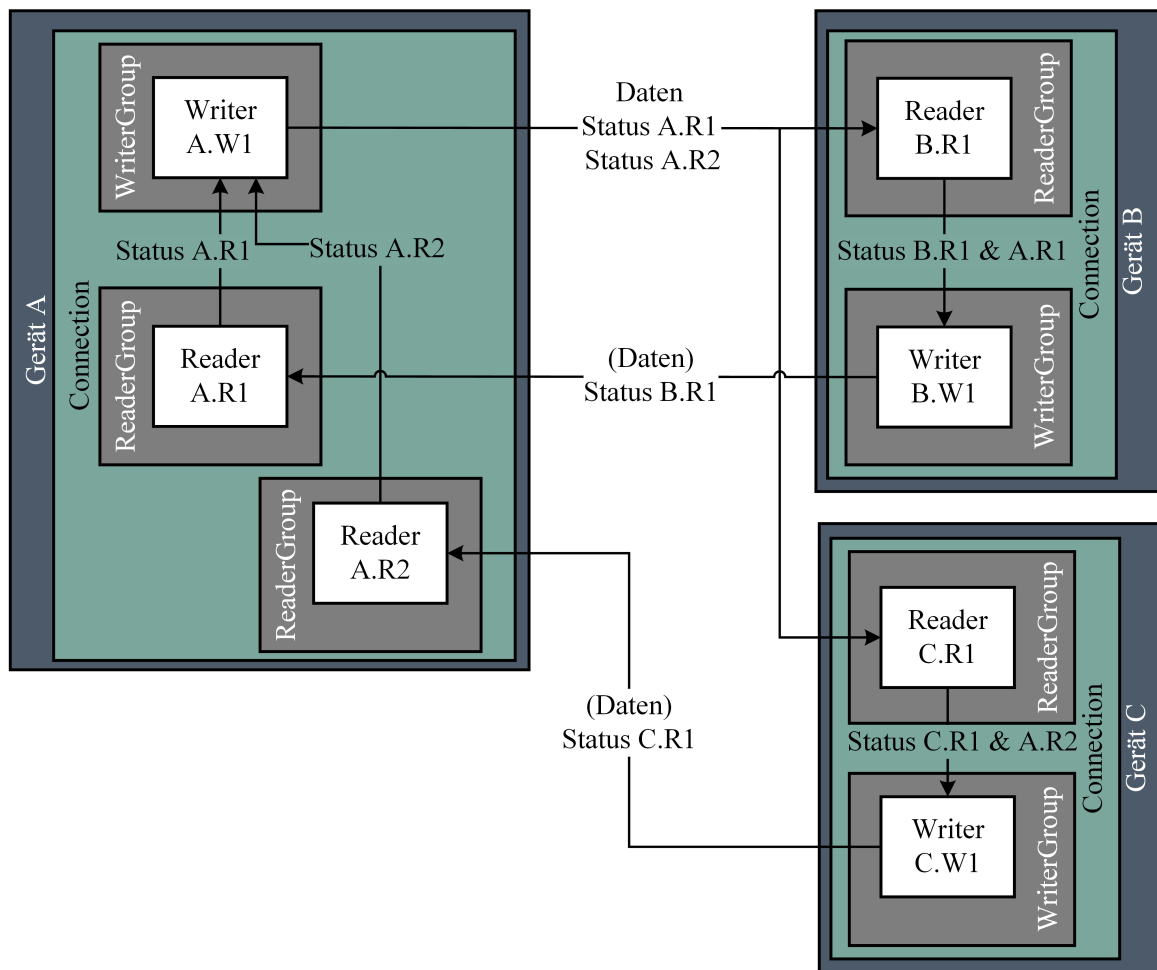 Gerät A
Connection
WriterGroup
Writer
A.W1
Status A.R1
Status A.R2
ReaderGroup
Reader
A.R1
ReaderGroup
Reader
A.R2
Daten
Status A.R1
Status A.R2
(Daten)
Status B.R1
(Daten)
Status C.R1
Reader
B.R1
ReaderGroup
Status B.R1 & A.R1
Connection
Gerät B
Writer
B.W1
WriterGroup
Reader
C.R1
ReaderGroup
Status C.R1 & A.R2
Connection
Gerät C
Writer
C.W1
WriterGroup